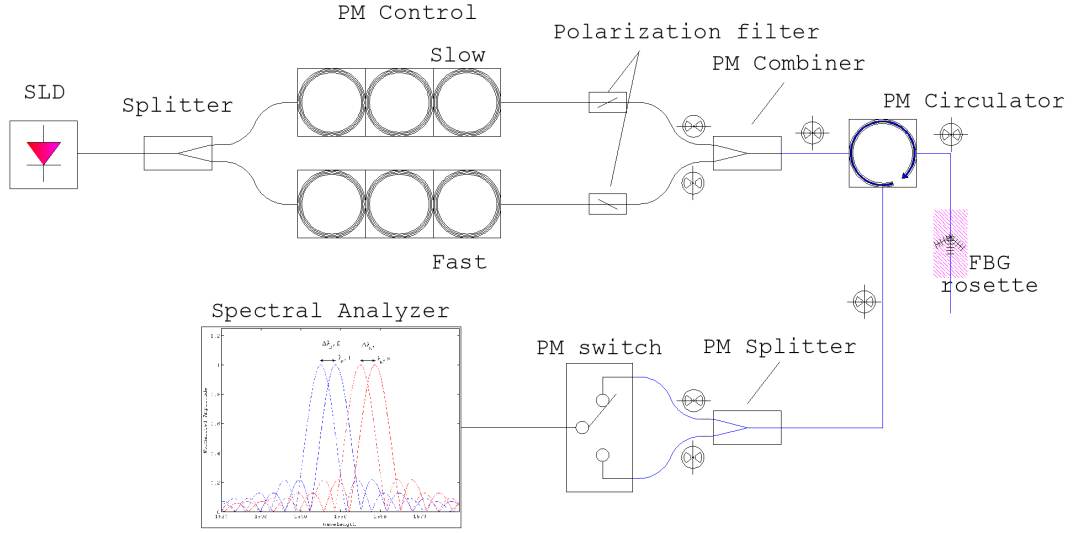 PM Control
Slow
Polarization filter
PM Combiner
SLD
Splitter
PM Circulator
Fast
FBG
rosette
Spectral Analyzer
PM switch
PM Splitter